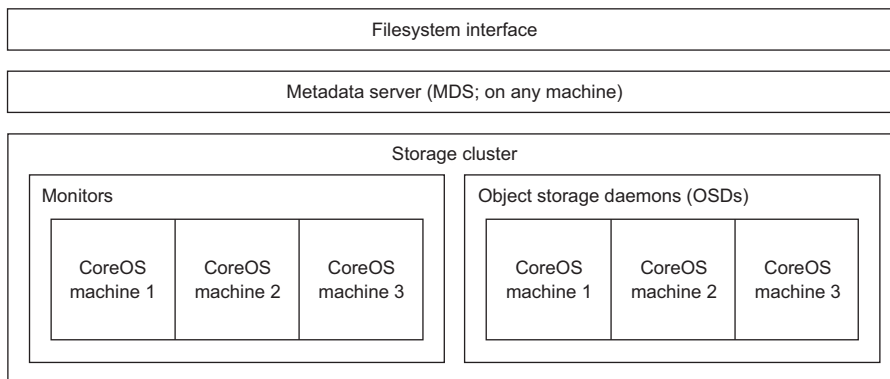 Filesystem interface
Metadata server (MDS; on any machine)
Storage cluster
Monitors
CoreOS
machine 1
CoreOS
machine 2
CoreOS
machine 3
Object storage daemons (OSDs)
CoreOS
machine 1
CoreOS
machine 2
CoreOS
machine 3